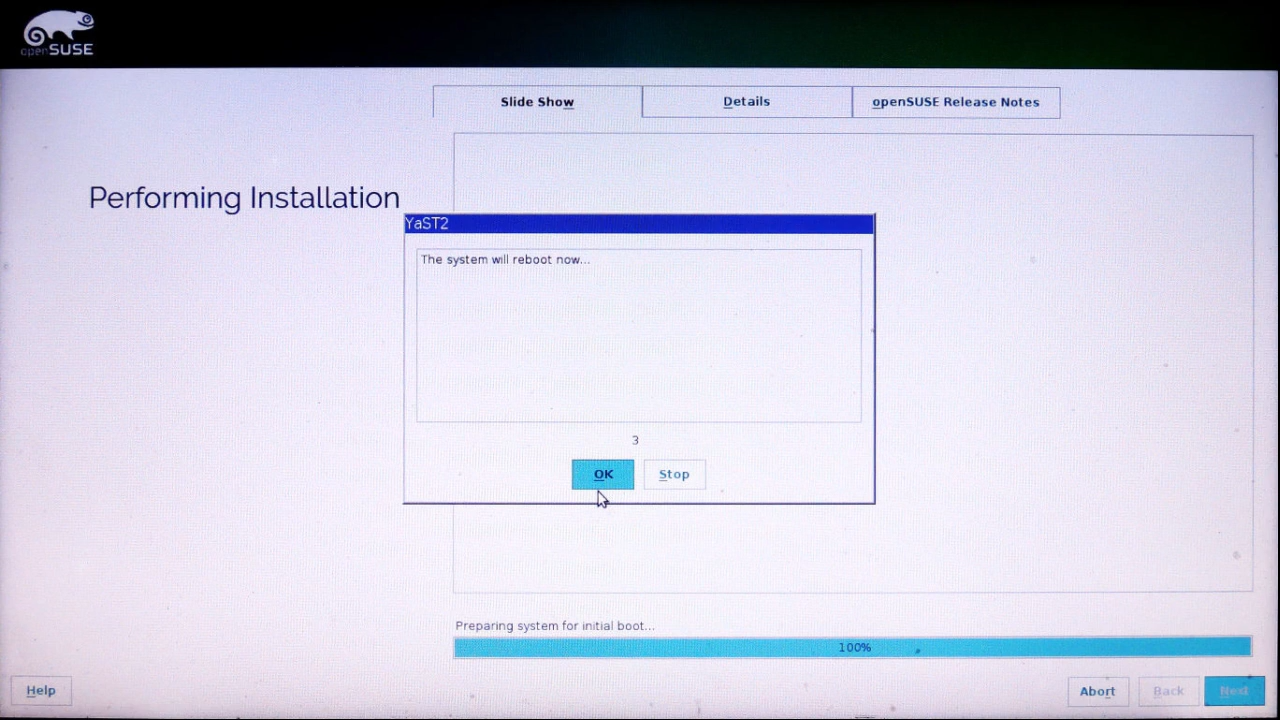 openSUSE
Slide Show
Details
openSUSE Release Notes
Performing Installation
YaST2
The system will reboot now...
3
OK
Stop
Preparing system for initial boot...
100%
Help
Abort
Back
Next